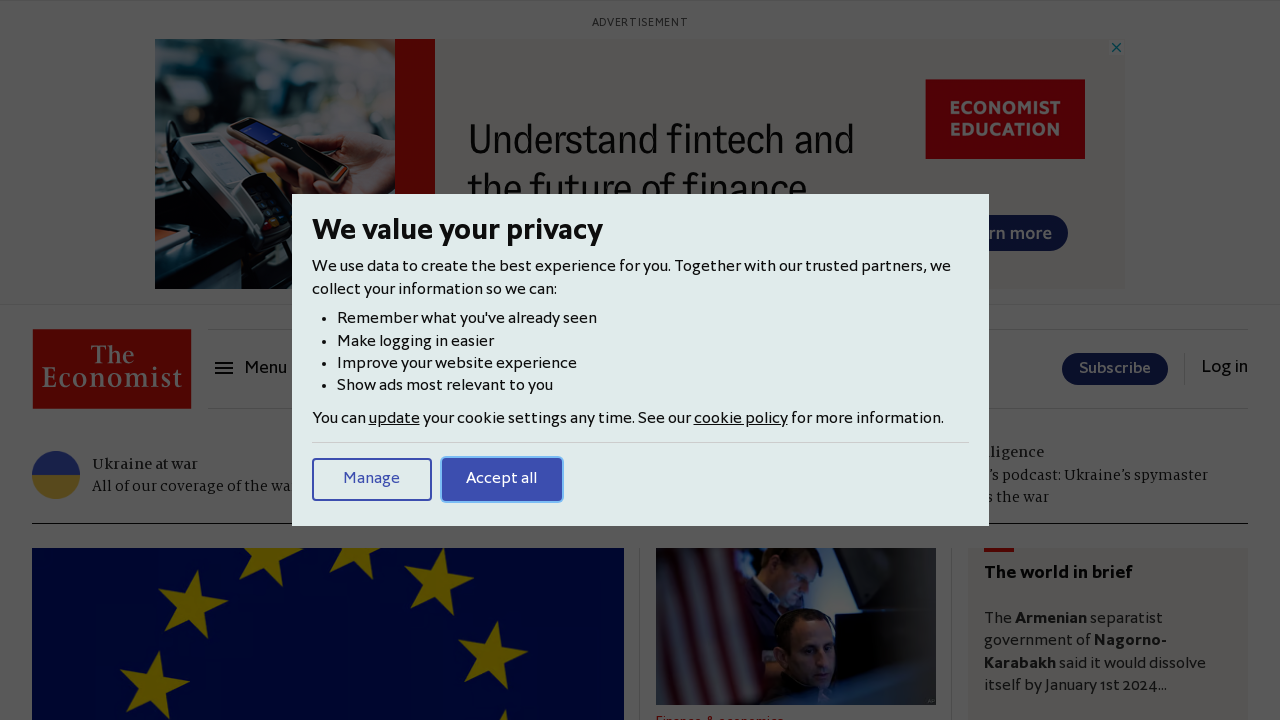 ADVERTISEMENT
Understand fintech and
the future of finance
ECONOMIST
EDUCATION
rn more
We value your privacy
We use data to create the best experience for you. Together with our trusted partners, we
collect your information so we can:
• Remember what you've already seen
• Make logging in easier
• Improve your website experience
• Show ads most relevant to you
You can update your cookie settings any time. See our cookie policy for more information.
Manage
Accept all
The
Economist
Menu
Subscribe
Log in
Ukraine at war
All of our coverage of the wa
lligence
's podcast: Ukraine's spymaster
s the war
Finance & economics
The world in brief
The Armenian separatist
government of Nagorno-
Karabakh said it would dissolve
itself by January 1st 2024...